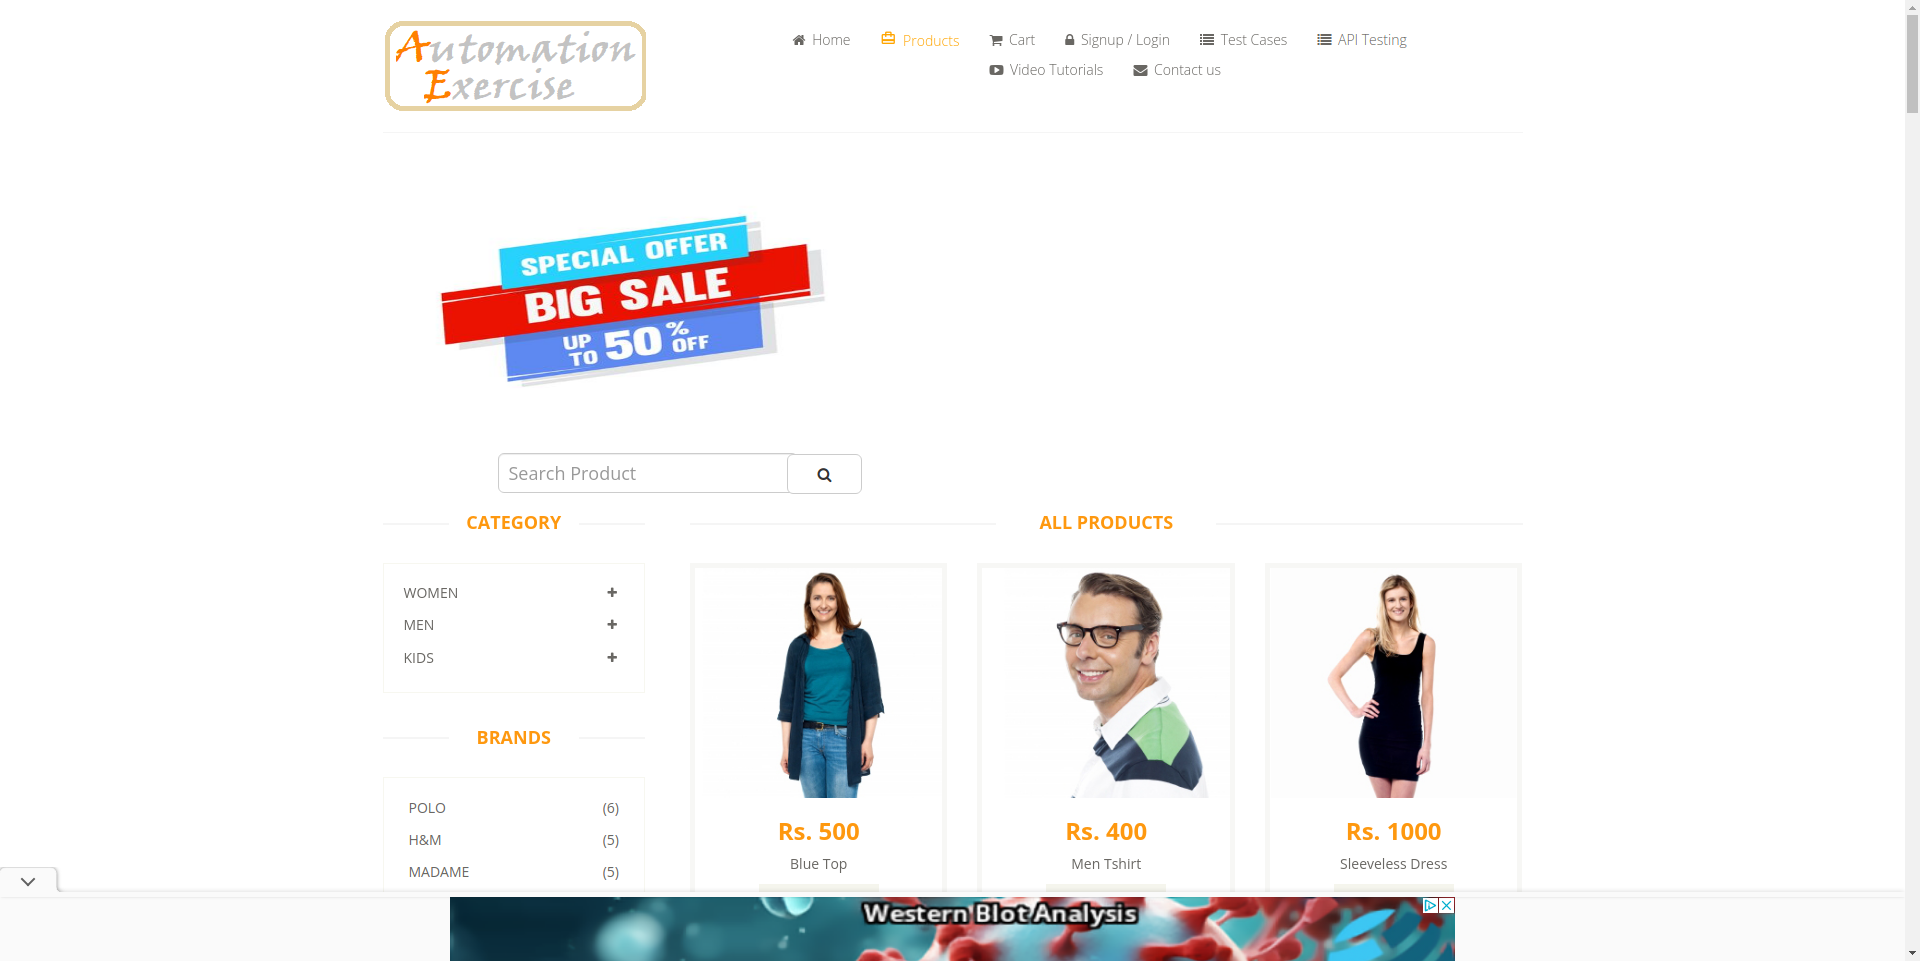 Automation
Exercise
Home
Products
Cart
Signup / Login
Test Cases
API Testing
Video Tutorials
Contact us
SPECIAL OFFER
BIG SALE
UP TO 50% OFF
Search Product
CATEGORY
WOMEN
MEN
KIDS
BRANDS
POLO (6)
H&M (5)
MADAME (5)
ALL PRODUCTS
Rs. 500
Blue Top
Rs. 400
Men Tshirt
Rs. 1000
Sleeveless Dress
Western Blot Analysis